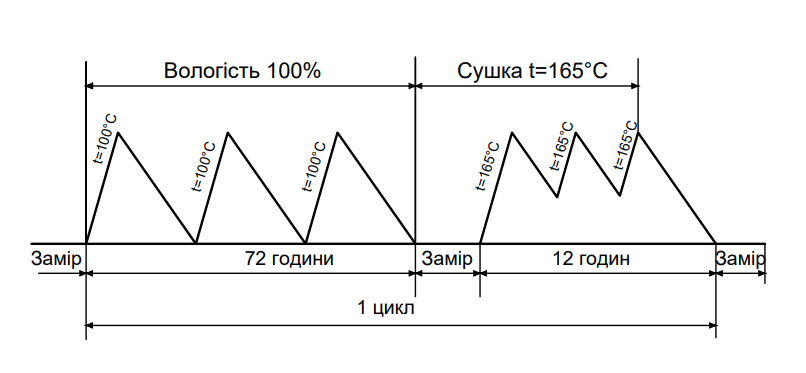 Вологість 100%
Сушка t=165°C
t=100°C
t=100°C
t=100°C
t=165°C
t=165°C
t=165°C
Замір
72 години
Замір
12 годин
Замір
1 цикл